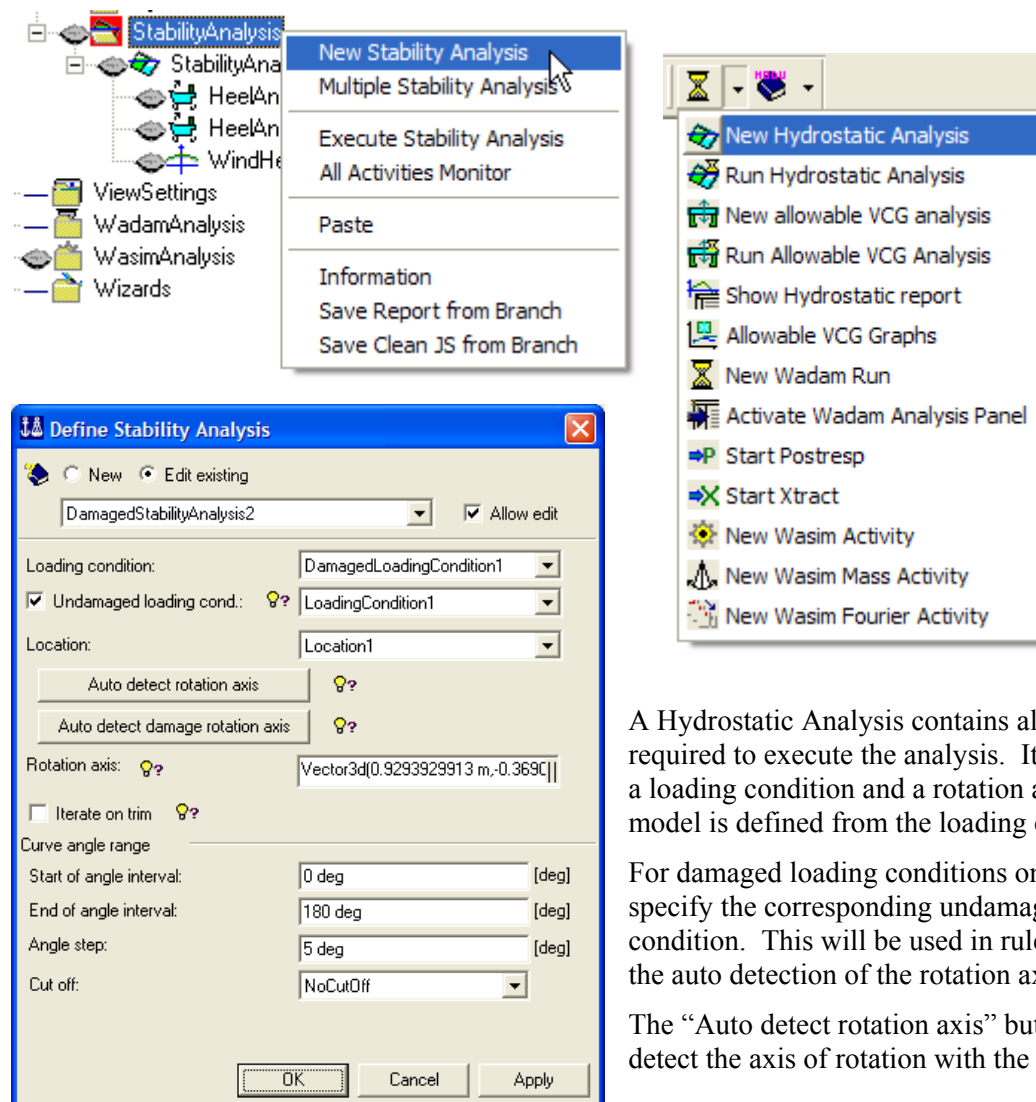 StabilityAnalysis
StabilityAna
HeelAn
HeelAn
WindHe
ViewSettings
WadamAnalysis
WasimAnalysis
Wizards
New Stability Analysis
Multiple Stability Analysis
Execute Stability Analysis
All Activities Monitor
Paste
Information
Save Report from Branch
Save Clean JS from Branch
New Hydrostatic Analysis
Run Hydrostatic Analysis
New allowable VCG analysis
Run Allowable VCG Analysis
Show Hydrostatic report
Allowable VCG Graphs
New Wadam Run
Activate Wadam Analysis Panel
Start Postresp
Start Xtract
New Wasim Activity
New Wasim Mass Activity
New Wasim Fourier Activity
Define Stability Analysis
New Edit existing
DamagedStabilityAnalysis2 Allow edit
Loading condition: DamagedLoadingCondition1
Undamaged loading cond.: LoadingCondition1
Location: Location1
Auto detect rotation axis
Auto detect damage rotation axis
Rotation axis: Vector3d(0.9293929913 m,-0.369
Iterate on trim
Curve angle range
Start of angle interval: 0 deg [deg]
End of angle interval: 180 deg [deg]
Angle step: 5 deg [deg]
Cut off: NoCutOff
OK Cancel Apply
A Hydrostatic Analysis contains al
required to execute the analysis. It
a loading condition and a rotation a
model is defined from the loading
For damaged loading conditions or
specify the corresponding undamag
condition. This will be used in rul
the auto detection of the rotation a
The “Auto detect rotation axis” but
detect the axis of rotation with the